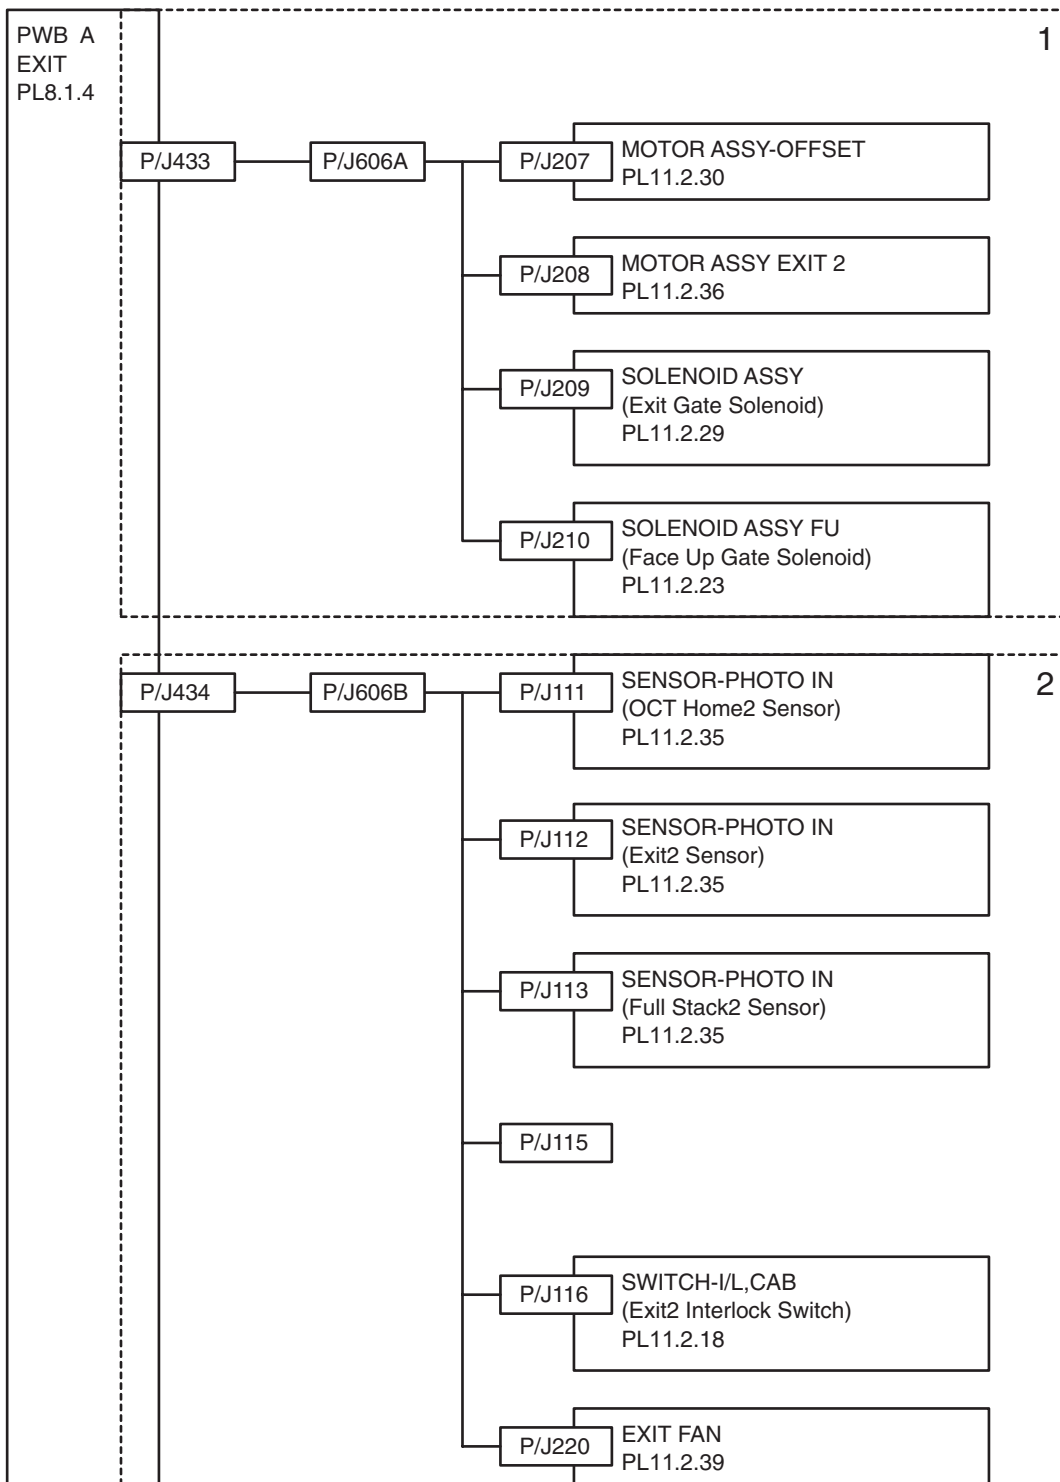 PWB A
EXIT
PL8.1.4
1
P/J433
P/J606A
P/J207
MOTOR ASSY-OFFSET
PL11.2.30
P/J208
MOTOR ASSY EXIT 2
PL11.2.36
P/J209
SOLENOID ASSY
(Exit Gate Solenoid)
PL11.2.29
P/J210
SOLENOID ASSY FU
(Face Up Gate Solenoid)
PL11.2.23
2
P/J434
P/J606B
P/J111
SENSOR-PHOTO IN
(OCT Home2 Sensor)
PL11.2.35
P/J112
SENSOR-PHOTO IN
(Exit2 Sensor)
PL11.2.35
P/J113
SENSOR-PHOTO IN
(Full Stack2 Sensor)
PL11.2.35
P/J115
P/J116
SWITCH-I/L,CAB
(Exit2 Interlock Switch)
PL11.2.18
P/J220
EXIT FAN
PL11.2.39